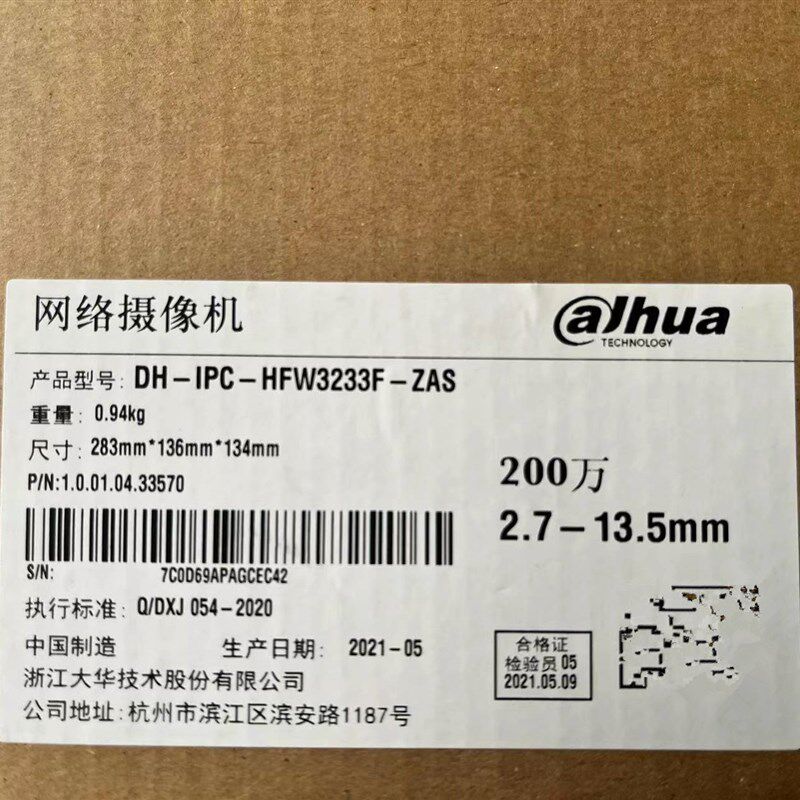 网络摄像机
alhua
TECHNOLOGY
产品型号: DH-IPC-HFW3233F-ZAS
重量: 0.94kg
尺寸: 283mm*136mm*134mm
P/N:1.0.01.04.33570
200万
2.7-13.5mm
S/N: 7C0D69APAGCEC42
执行标准: Q/DXJ 054-2020
中国制造 生产日期: 2021-05
浙江大华技术股份有限公司
公司地址: 杭州市滨江区滨安路1187号
合格证
检验员 05
2021.05.09